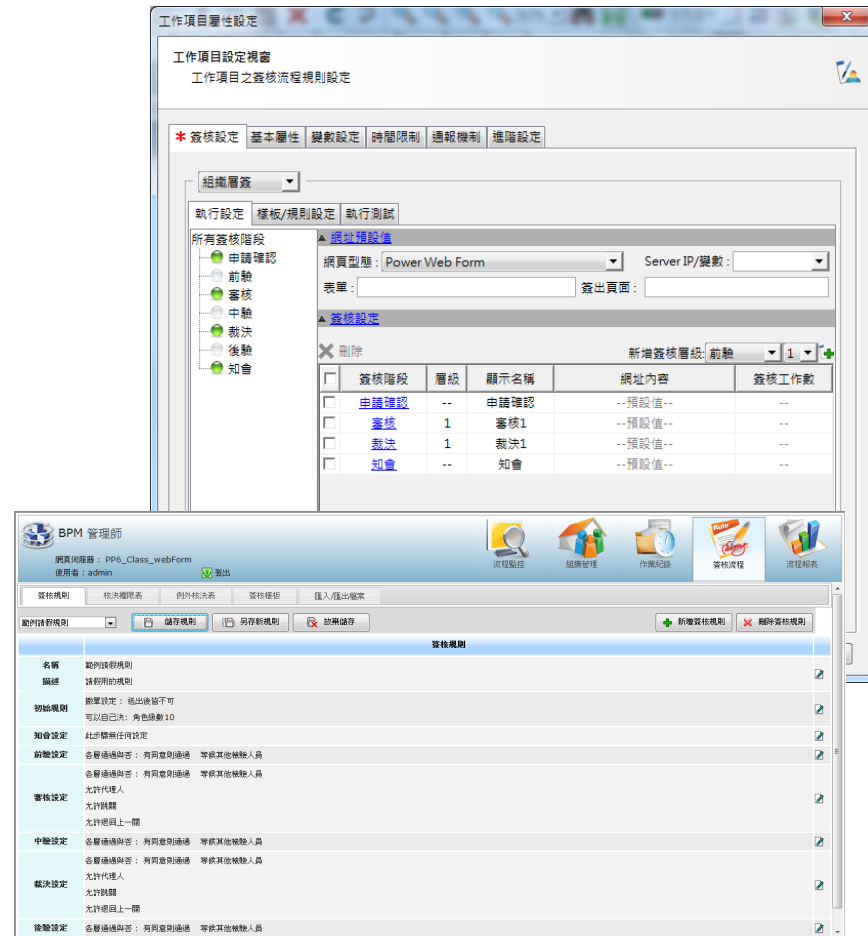 工作項目屬性設定
工作項目設定視窗
工作項目之簽核流程規則設定
* 簽核設定 基本屬性 變數設定 時間限制 通報機制 進階設定
組織層簽
執行設定 樣板/規則設定 執行測試
所有簽核階段
申請確認
前驗
審核
中驗
裁決
後驗
知會
網址預設值
網頁型態: Power Web Form Server IP/變數:
表單: 簽出頁面:
簽核設定
刪除 新增簽核層級: 前驗 1
簽核階段 層級 顯示名稱 網址內容 簽核工作數
申請確認 -- 申請確認 --預設值-- --
審核 1 審核1 --預設值-- --
裁決 1 裁決1 --預設值-- --
知會 -- 知會 --預設值-- --
BPM 管理師
網頁伺服器: PP6_Class_webForm
使用者: admin 登出
流程監控 組織管理 作業紀錄 簽核流程 流程報表
簽核規則 核決權限表 例外核決表 簽核樣板 匯入/匯出檔案
範例請假規則 儲存規則 另存新規則 放棄儲存 新增簽核規則 刪除簽核規則
簽核規則
名稱 範例請假規則
描述 請假用的規則
初始規則 撤單設定: 送出後皆不可
可以自己決: 角色級數10
知會設定 此步驟無任何設定
前驗設定 各層通過與否: 有同意則通過 等候其他檢驗人員
審核設定 各層通過與否: 有同意則通過 等候其他檢驗人員
允許代理人
允許跳關
允許退回上一關
中驗設定 各層通過與否: 有同意則通過 等候其他檢驗人員
裁決設定 各層通過與否: 有同意則通過 等候其他檢驗人員
允許代理人
允許跳關
允許退回上一關
後驗設定 各層通過與否: 有同意則通過 等候其他檢驗人員